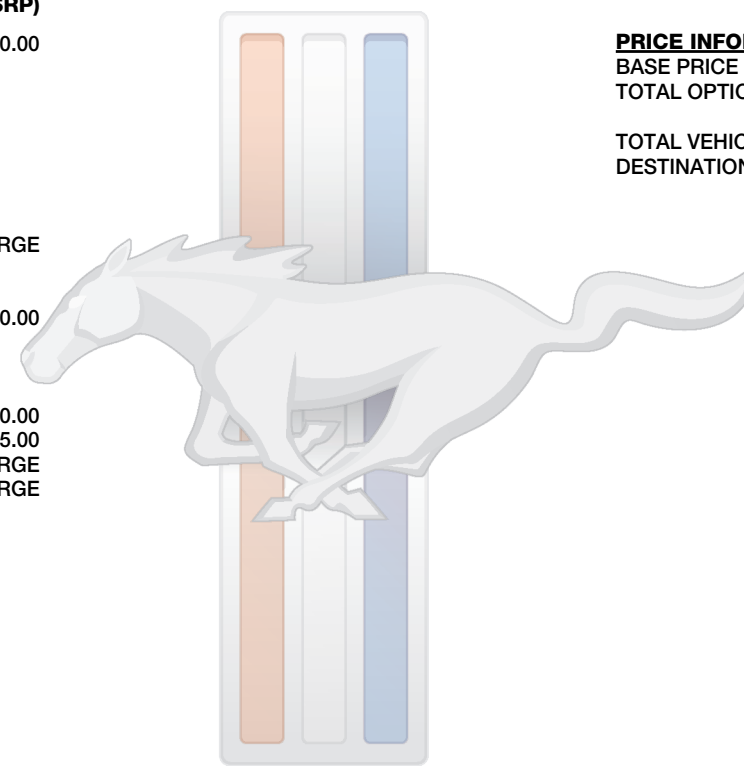 SRP)
0.00
RGE
0.00
0.00
5.00
RGE
RGE
PRICE INFO
BASE PRICE
TOTAL OPTIO
TOTAL VEHIC
DESTINATION